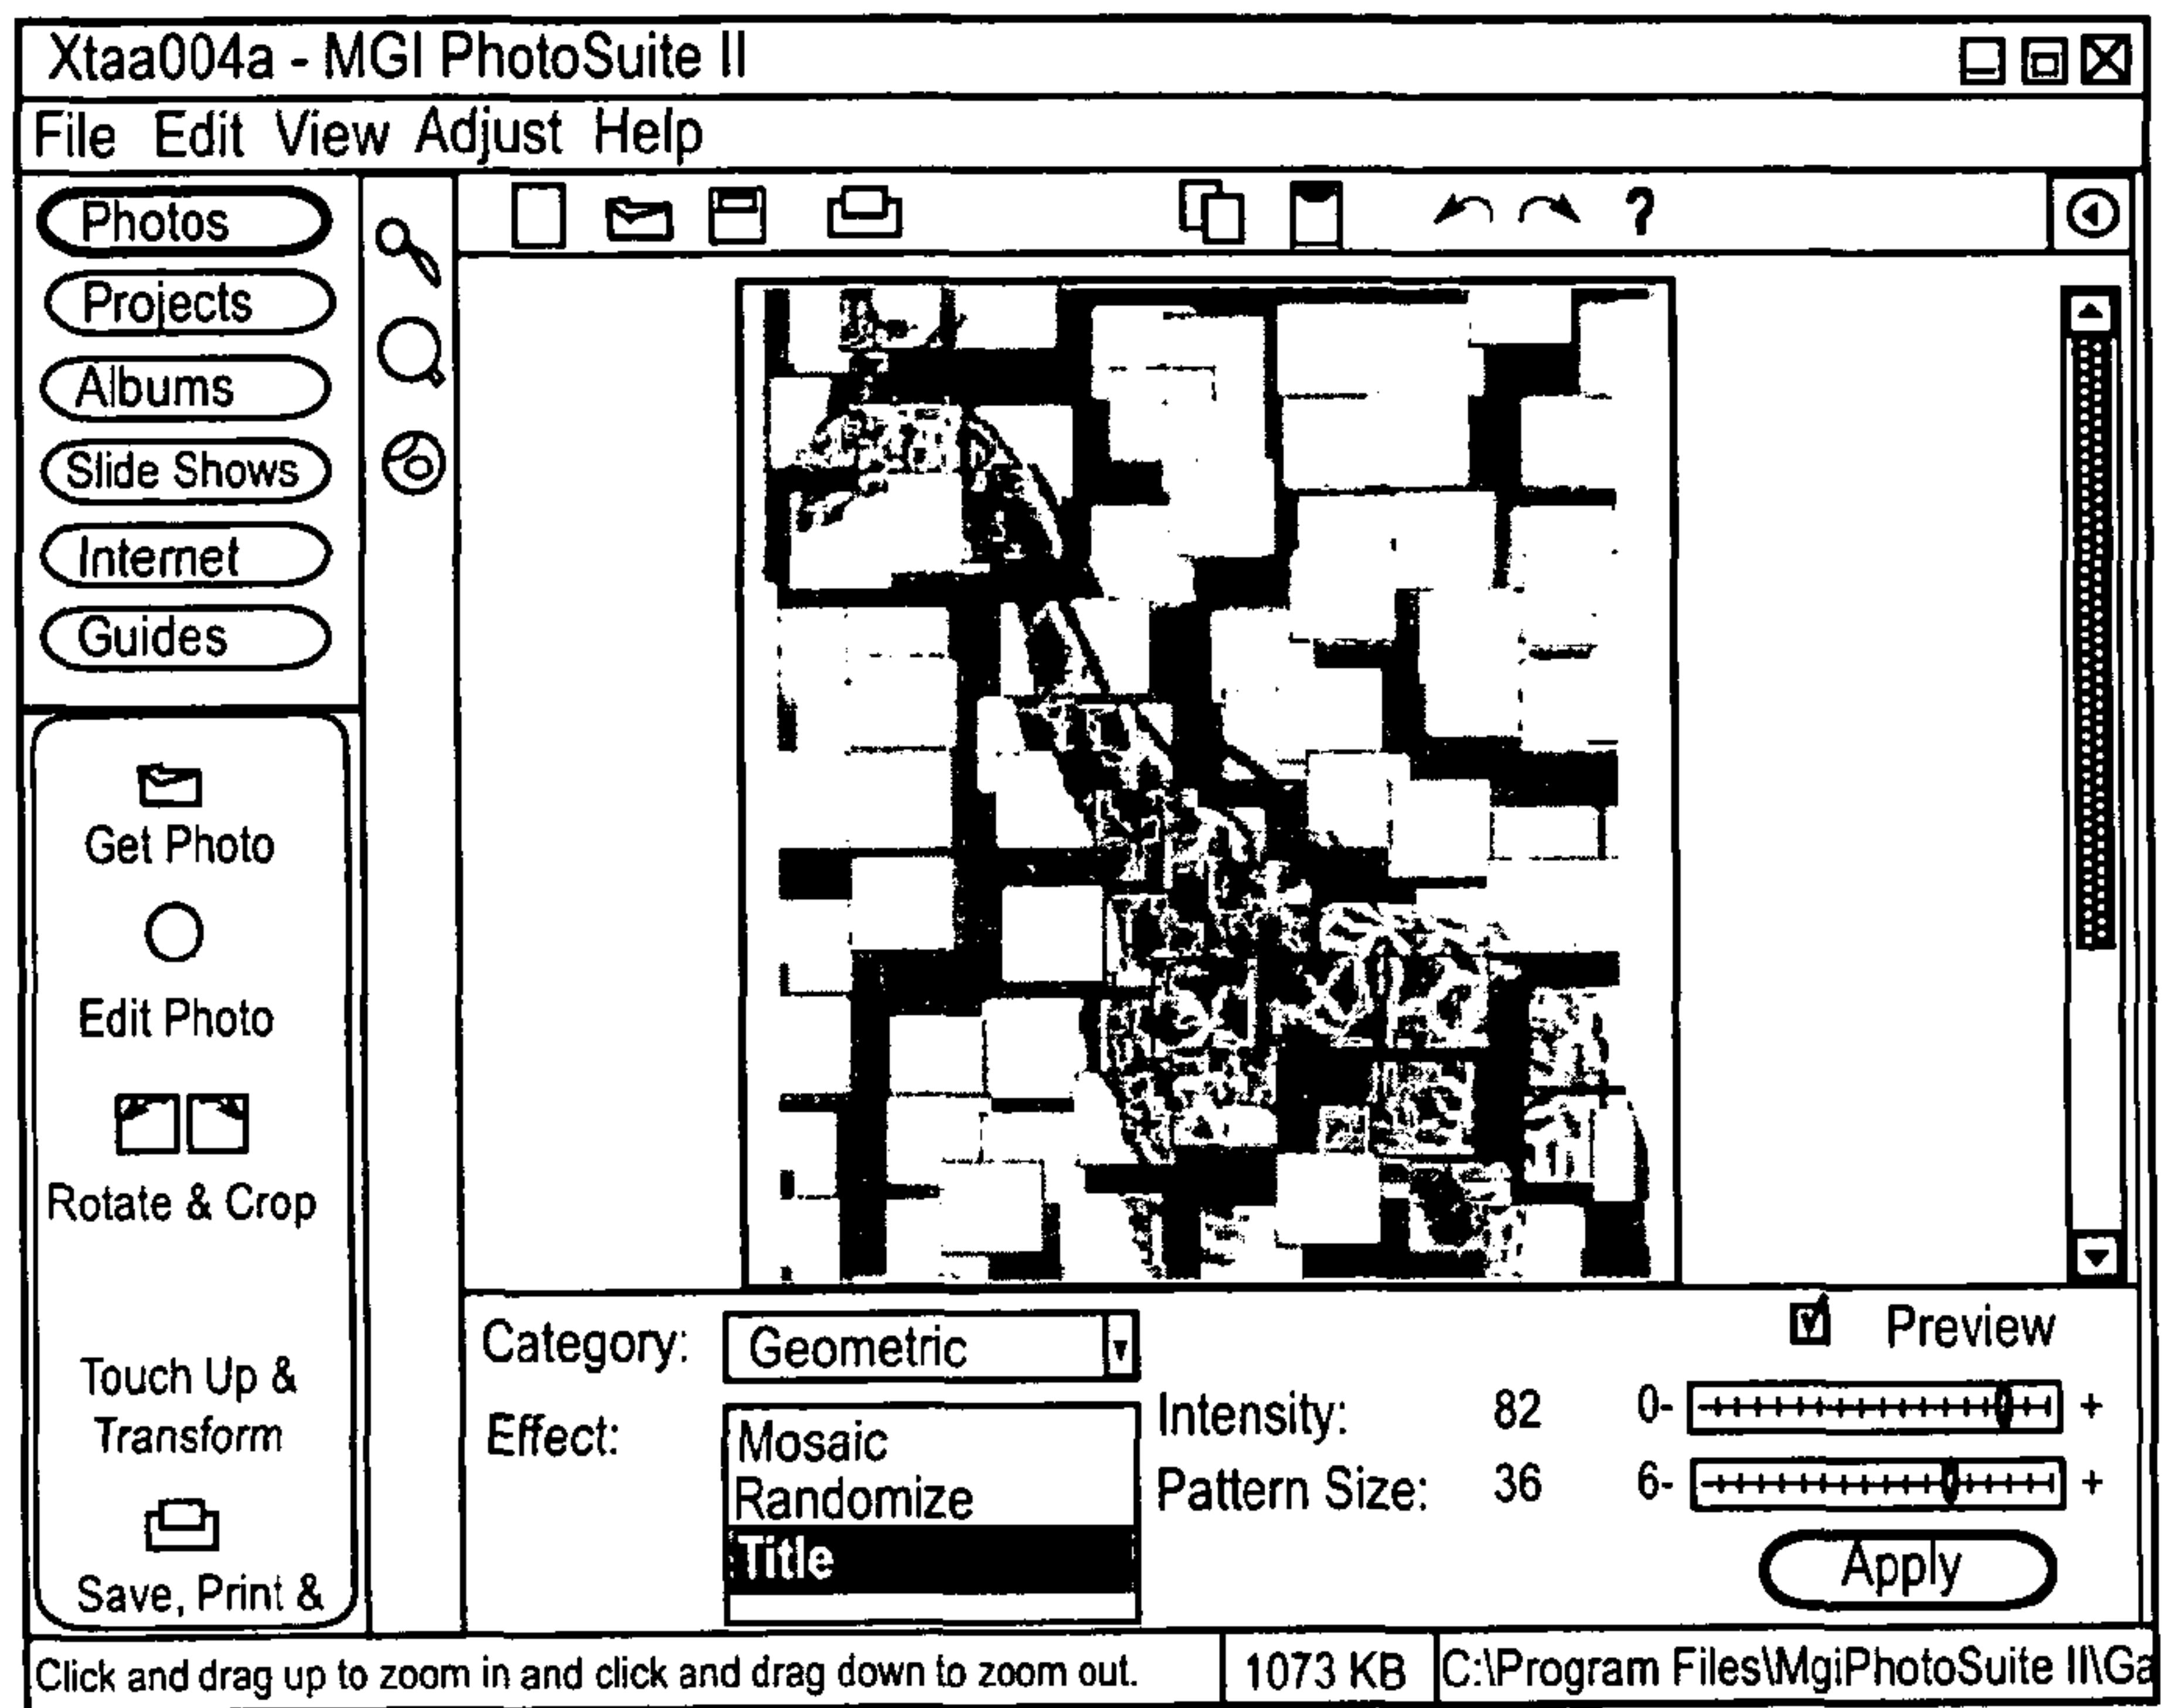 Xtaa004a - MGI PhotoSuite II
File Edit View Adjust Help
Photos
Projects
Albums
Slide Shows
Internet
Guides
?
Get Photo
Edit Photo
Rotate & Crop
Touch Up &
Transform
Save, Print &
Category: Geometric
Effect:
Mosaic
Randomize
Title
Preview
Intensity: 82 0- +
Pattern Size: 36 6- +
Apply
Click and drag up to zoom in and click and drag down to zoom out. 1073 KB C:\Program Files\MgiPhotoSuite II\Ga